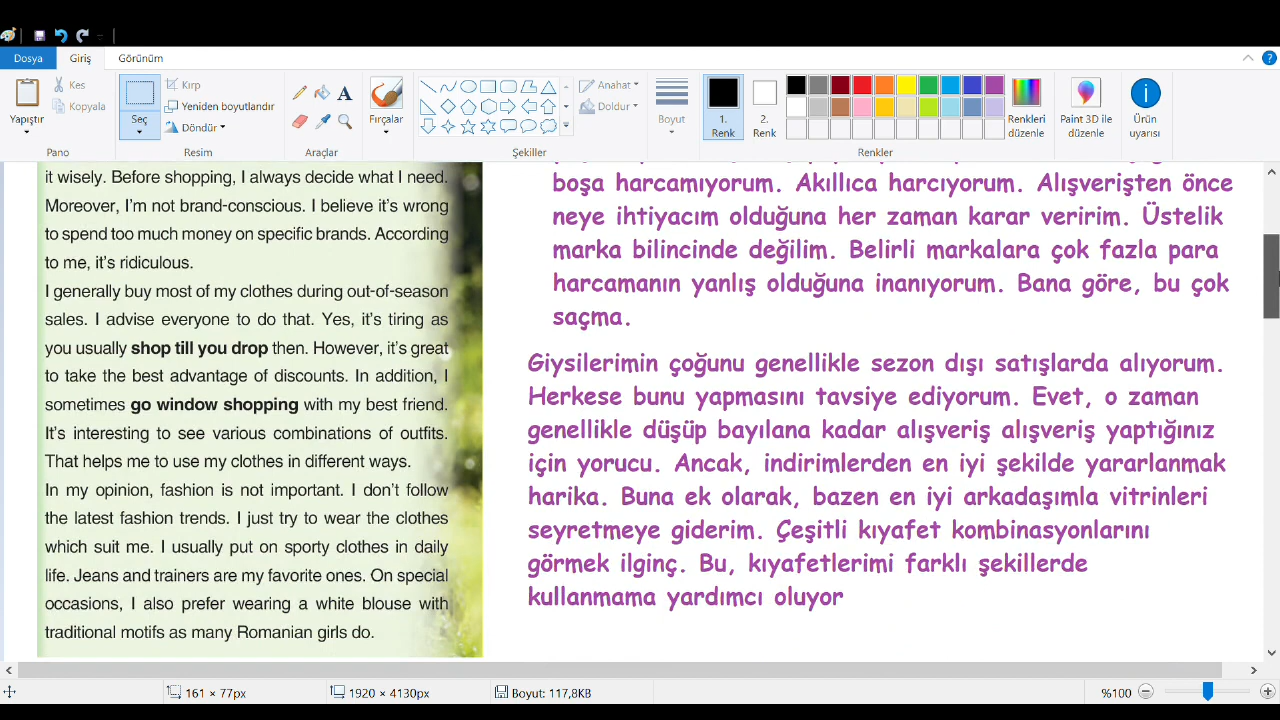 Dosya
Giriş
Görünüm
Yapıştır
Kes
Kopyala
Pano
Seç
Kırp
Yeniden boyutlandır
Döndür
Resim
A
Araçlar
Fırçalar
Anahat
Doldur
Şekiller
Boyut
1.
Renk
2.
Renk
Renkleri
düzenle
Renkler
Paint 3D ile
düzenle
Ürün
uyarısı
it wisely. Before shopping, I always decide what I need.
Moreover, I'm not brand-conscious. I believe it's wrong
to spend too much money on specific brands. According
to me, it's ridiculous.
I generally buy most of my clothes during out-of-season
sales. I advise everyone to do that. Yes, it's tiring as
you usually shop till you drop then. However, it's great
to take the best advantage of discounts. In addition, I
sometimes go window shopping with my best friend.
It's interesting to see various combinations of outfits.
That helps me to use my clothes in different ways.
In my opinion, fashion is not important. I don't follow
the latest fashion trends. I just try to wear the clothes
which suit me. I usually put on sporty clothes in daily
life. Jeans and trainers are my favorite ones. On special
occasions, I also prefer wearing a white blouse with
traditional motifs as many Romanian girls do.
boşa harcamıyorum. Akıllıca harcıyorum. Alışverişten önce
neye ihtiyacım olduğuna her zaman karar veririm. Üstelik
marka bilincinde değilim. Belirli markalara çok fazla para
harcamanın yanlış olduğuna inanıyorum. Bana göre, bu çok
saçma.
Giysilerimin çoğunu genellikle sezon dışı satışlarda alıyorum.
Herkese bunu yapmasını tavsiye ediyorum. Evet, o zaman
genellikle düşüp bayılana kadar alışveriş alışveriş yaptığınız
için yorucu. Ancak, indirimlerden en iyi şekilde yararlanmak
harika. Buna ek olarak, bazen en iyi arkadaşımla vitrinleri
seyretmeye giderim. Çeşitli kıyafet kombinasyonlarını
görmek ilginç. Bu, kıyafetlerimi farklı şekillerde
kullanmama yardımcı oluyor
161 × 77px
1920 × 4130px
Boyut: 117,8KB
%100